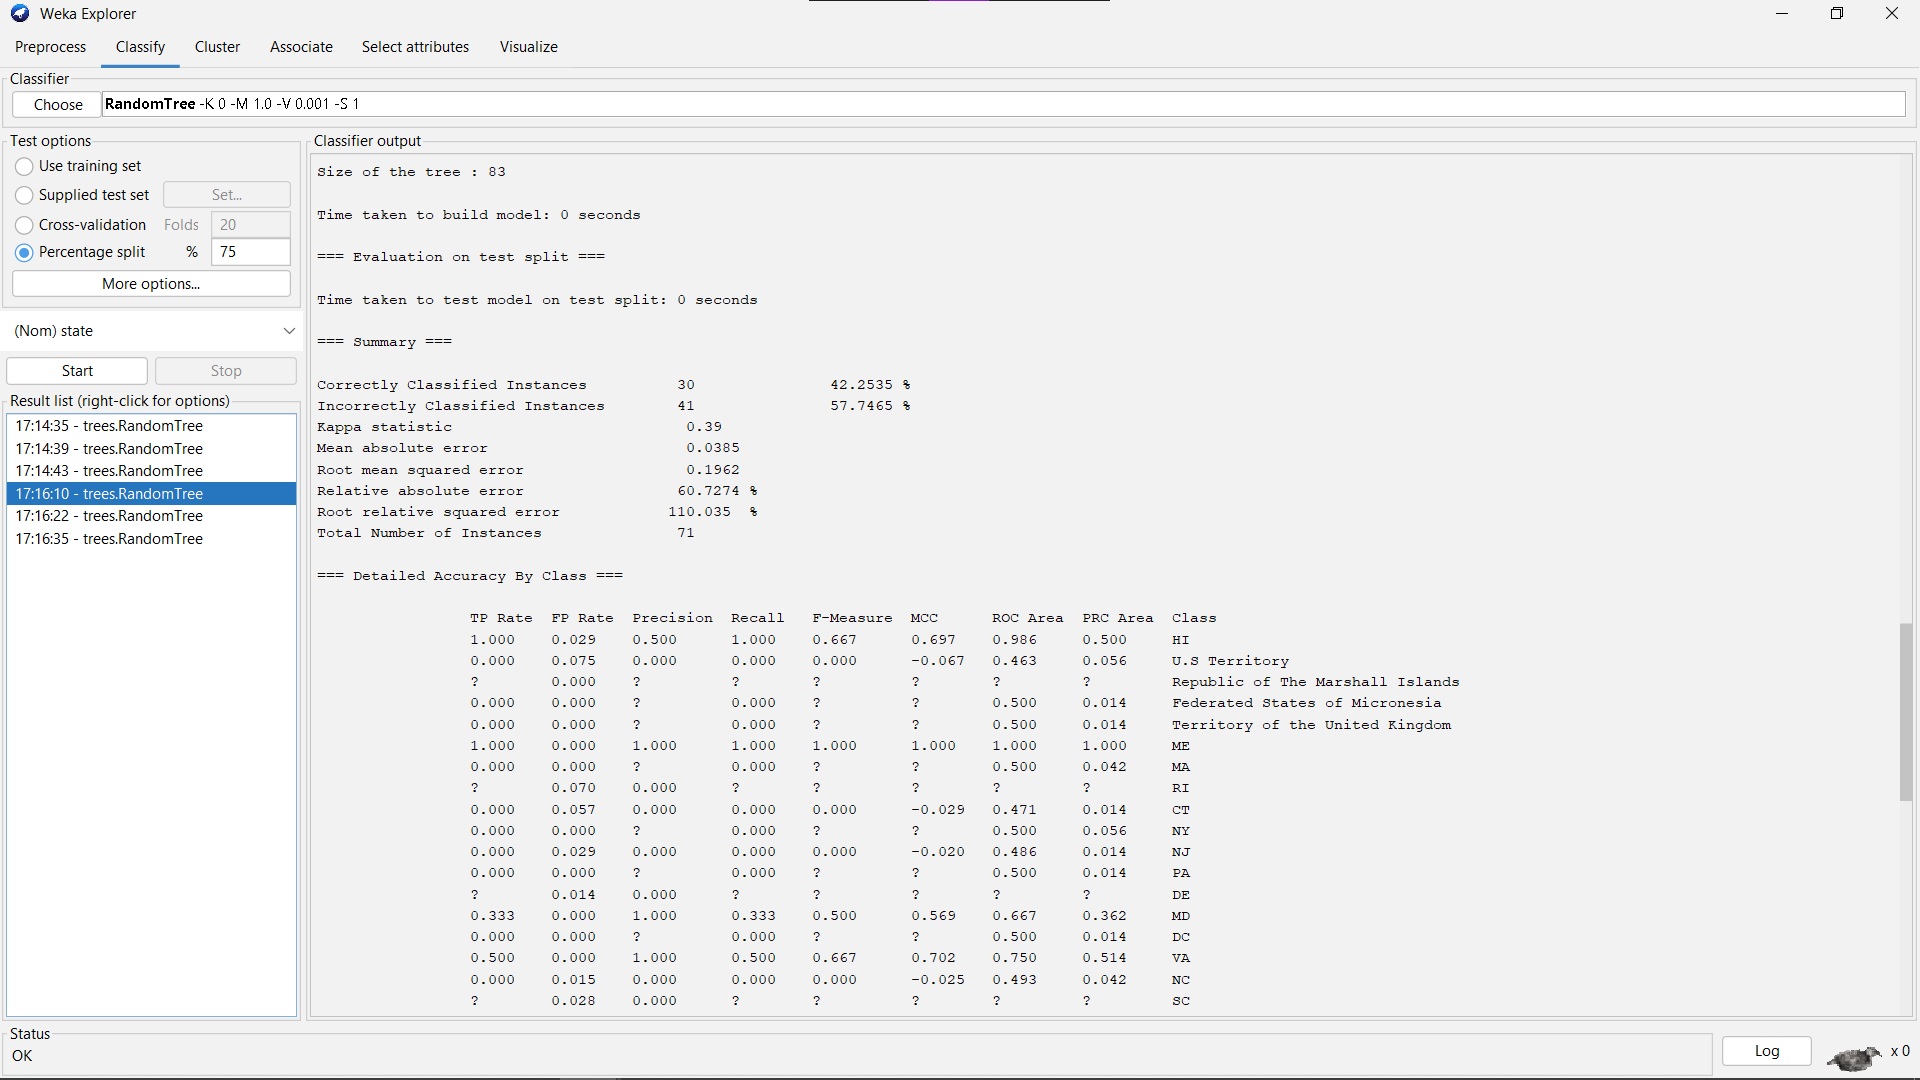 Weka Explorer
Preprocess Classify Cluster Associate Select attributes Visualize
Classifier
Choose RandomTree -K 0 -M 1.0 -V 0.001 -S 1
Test options
Use training set
Supplied test set Set...
Cross-validation Folds 20
Percentage split % 75
More options...
(Nom) state
Start Stop
Result list (right-click for options)
17:14:35 - trees.RandomTree
17:14:39 - trees.RandomTree
17:14:43 - trees.RandomTree
17:16:10 - trees.RandomTree
17:16:22 - trees.RandomTree
17:16:35 - trees.RandomTree
Classifier output
Size of the tree : 83
Time taken to build model: 0 seconds
=== Evaluation on test split ===
Time taken to test model on test split: 0 seconds
=== Summary ===
Correctly Classified Instances 30 42.2535 %
Incorrectly Classified Instances 41 57.7465 %
Kappa statistic 0.39
Mean absolute error 0.0385
Root mean squared error 0.1962
Relative absolute error 60.7274 %
Root relative squared error 110.035 %
Total Number of Instances 71
=== Detailed Accuracy By Class ===
TP Rate FP Rate Precision Recall F-Measure MCC ROC Area PRC Area Class
1.000 0.029 0.500 1.000 0.667 0.697 0.986 0.500 HI
0.000 0.075 0.000 0.000 0.000 -0.067 0.463 0.056 U.S Territory
? 0.000 ? ? ? ? ? ? Republic of The Marshall Islands
0.000 0.000 ? 0.000 ? ? 0.500 0.014 Federated States of Micronesia
0.000 0.000 ? 0.000 ? ? 0.500 0.014 Territory of the United Kingdom
1.000 0.000 1.000 1.000 1.000 1.000 1.000 1.000 ME
0.000 0.000 ? 0.000 ? ? 0.500 0.042 MA
? 0.070 0.000 ? ? ? ? ? RI
0.000 0.057 0.000 0.000 0.000 -0.029 0.471 0.014 CT
0.000 0.000 ? 0.000 ? ? 0.500 0.056 NY
0.000 0.029 0.000 0.000 0.000 -0.020 0.486 0.014 NJ
0.000 0.000 ? 0.000 ? ? 0.500 0.014 PA
? 0.014 0.000 ? ? ? ? ? DE
0.333 0.000 1.000 0.333 0.500 0.569 0.667 0.362 MD
0.000 0.000 ? 0.000 ? ? 0.500 0.014 DC
0.500 0.000 1.000 0.500 0.667 0.702 0.750 0.514 VA
0.000 0.015 0.000 0.000 0.000 -0.025 0.493 0.042 NC
? 0.028 0.000 ? ? ? ? ? SC
Status
OK
Log x 0